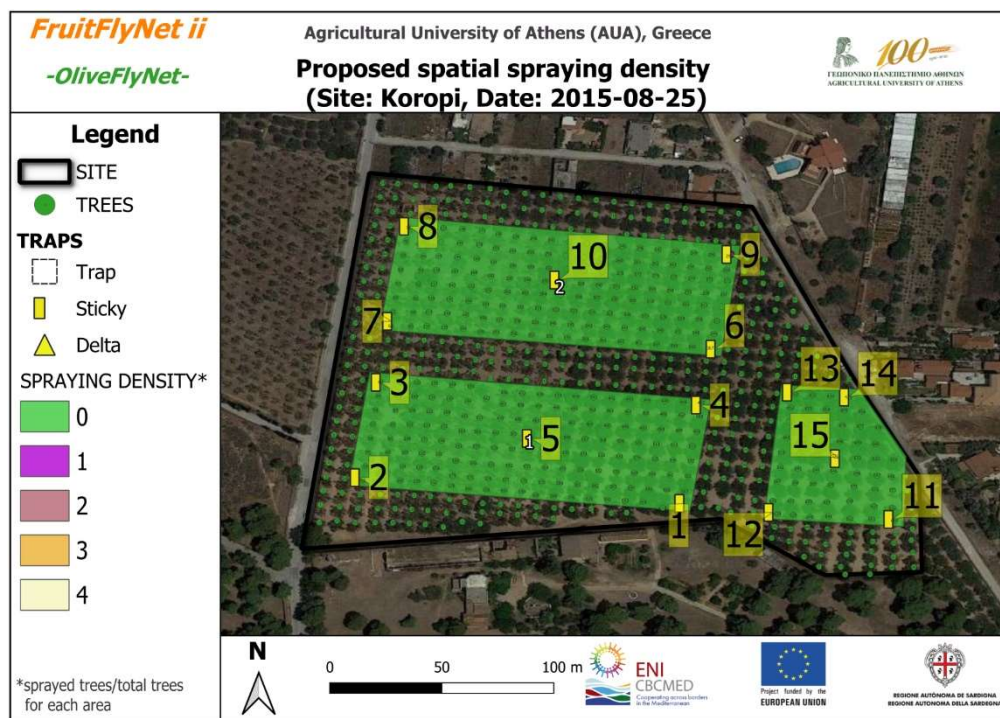 FruitFlyNet ii
-OliveFlyNet-
Agricultural University of Athens (AUA), Greece
Proposed spatial spraying density
(Site: Koropi, Date: 2015-08-25)
100
ΓΕΩΠΟΝΙΚΟ ΠΑΝΕΠΙΣΤΗΜΙΟ ΑΘΗΝΩΝ
AGRICULTURAL UNIVERSITY OF ATHENS
Legend
SITE
TREES
TRAPS
Trap
Sticky
Delta
SPRAYING DENSITY*
0
1
2
3
4
*sprayed trees/total trees
for each area
8
10
2
9
7
6
3
4
13
14
5
1
15
2
1
12
11
N
0 50 100 m
ENI
CBCMED
Cooperating across borders
in the Mediterranean
Project funded by the
EUROPEAN UNION
REGIONE AUTÒNOMA DE SARDIGNA
REGIONE AUTONOMA DELLA SARDEGNA